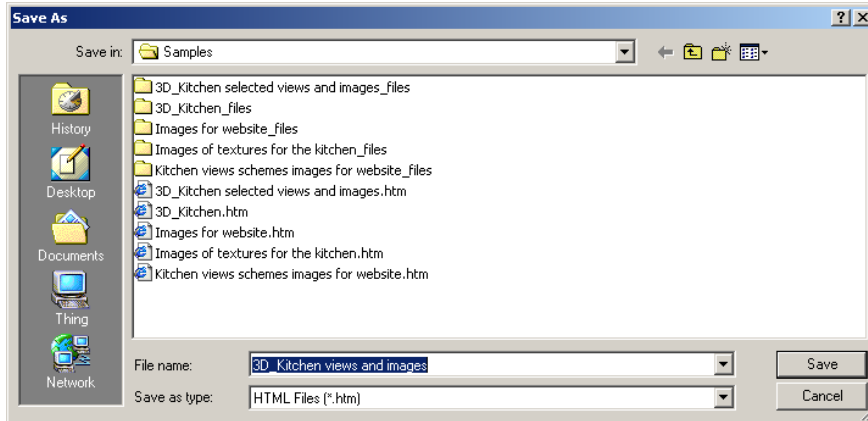 Save As
Save in: Samples
History
Desktop
Documents
Thing
Network
3D_Kitchen selected views and images_files
3D_Kitchen_files
Images for website_files
Images of textures for the kitchen_files
Kitchen views schemes images for website_files
3D_Kitchen selected views and images.htm
3D_Kitchen.htm
Images for website.htm
Images of textures for the kitchen.htm
Kitchen views schemes images for website.htm
File name: 3D_Kitchen views and images Save
Save as type: HTML Files (*.htm) Cancel